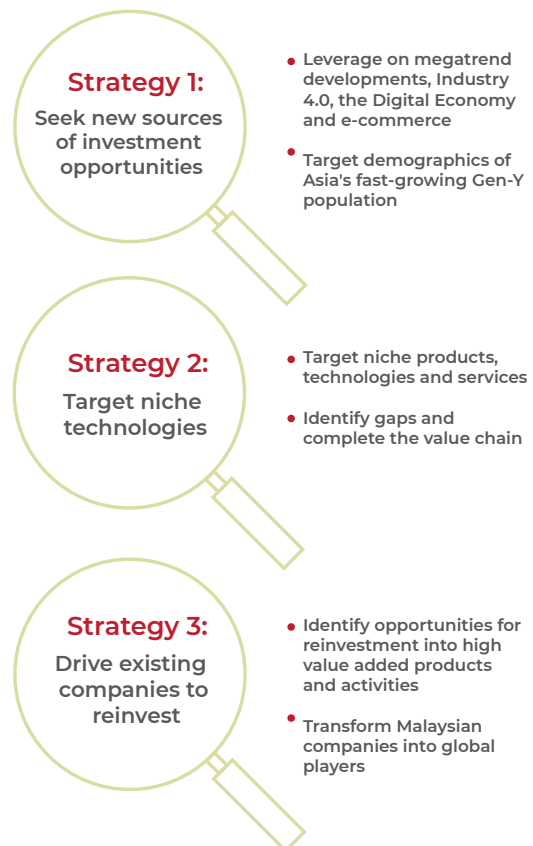 Strategy 1:
Seek new sources
of investment
opportunities
Leverage on megatrend
developments, Industry
4.0, the Digital Economy
and e-commerce
Target demographics of
Asia's fast-growing Gen-Y
population
Strategy 2:
Target niche
technologies
Target niche products,
technologies and services
Identify gaps and
complete the value chain
Strategy 3:
Drive existing
companies to
reinvest
Identify opportunities for
reinvestment into high
value added products
and activities
Transform Malaysian
companies into global
players